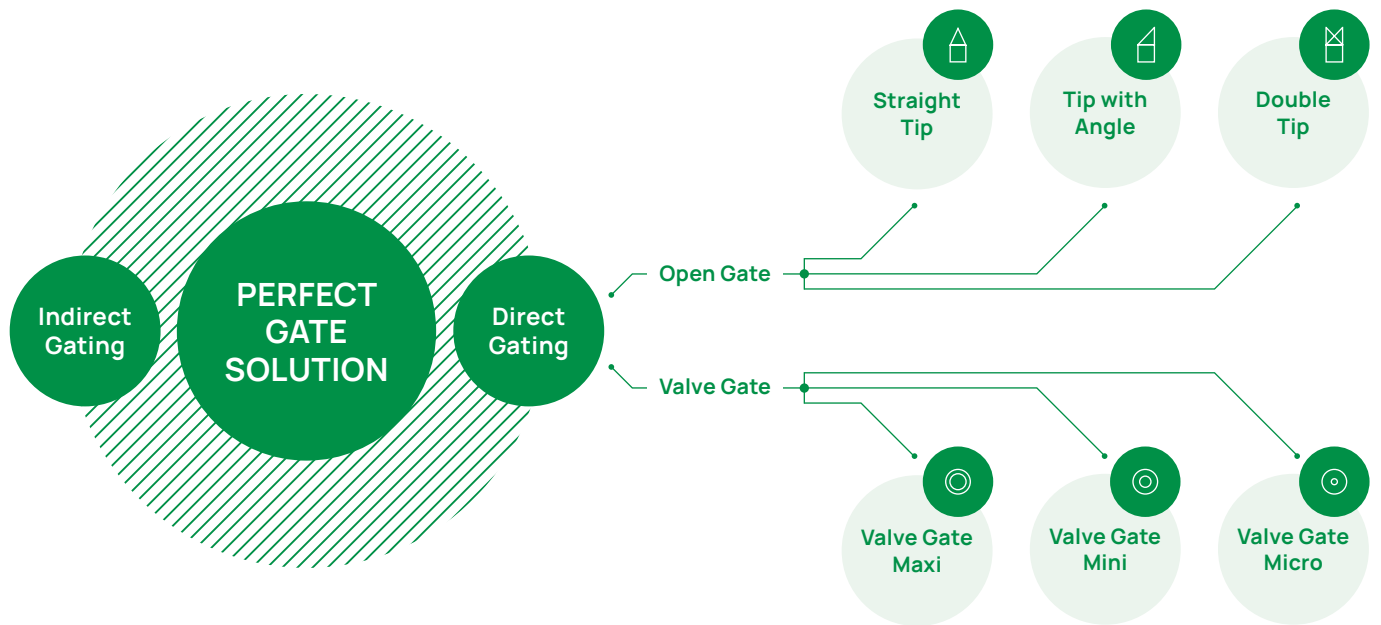 Indirect
Gating
PERFECT
GATE
SOLUTION
Direct
Gating
Open Gate
Straight
Tip
Tip with
Angle
Double
Tip
Valve Gate
Valve Gate
Maxi
Valve Gate
Mini
Valve Gate
Micro